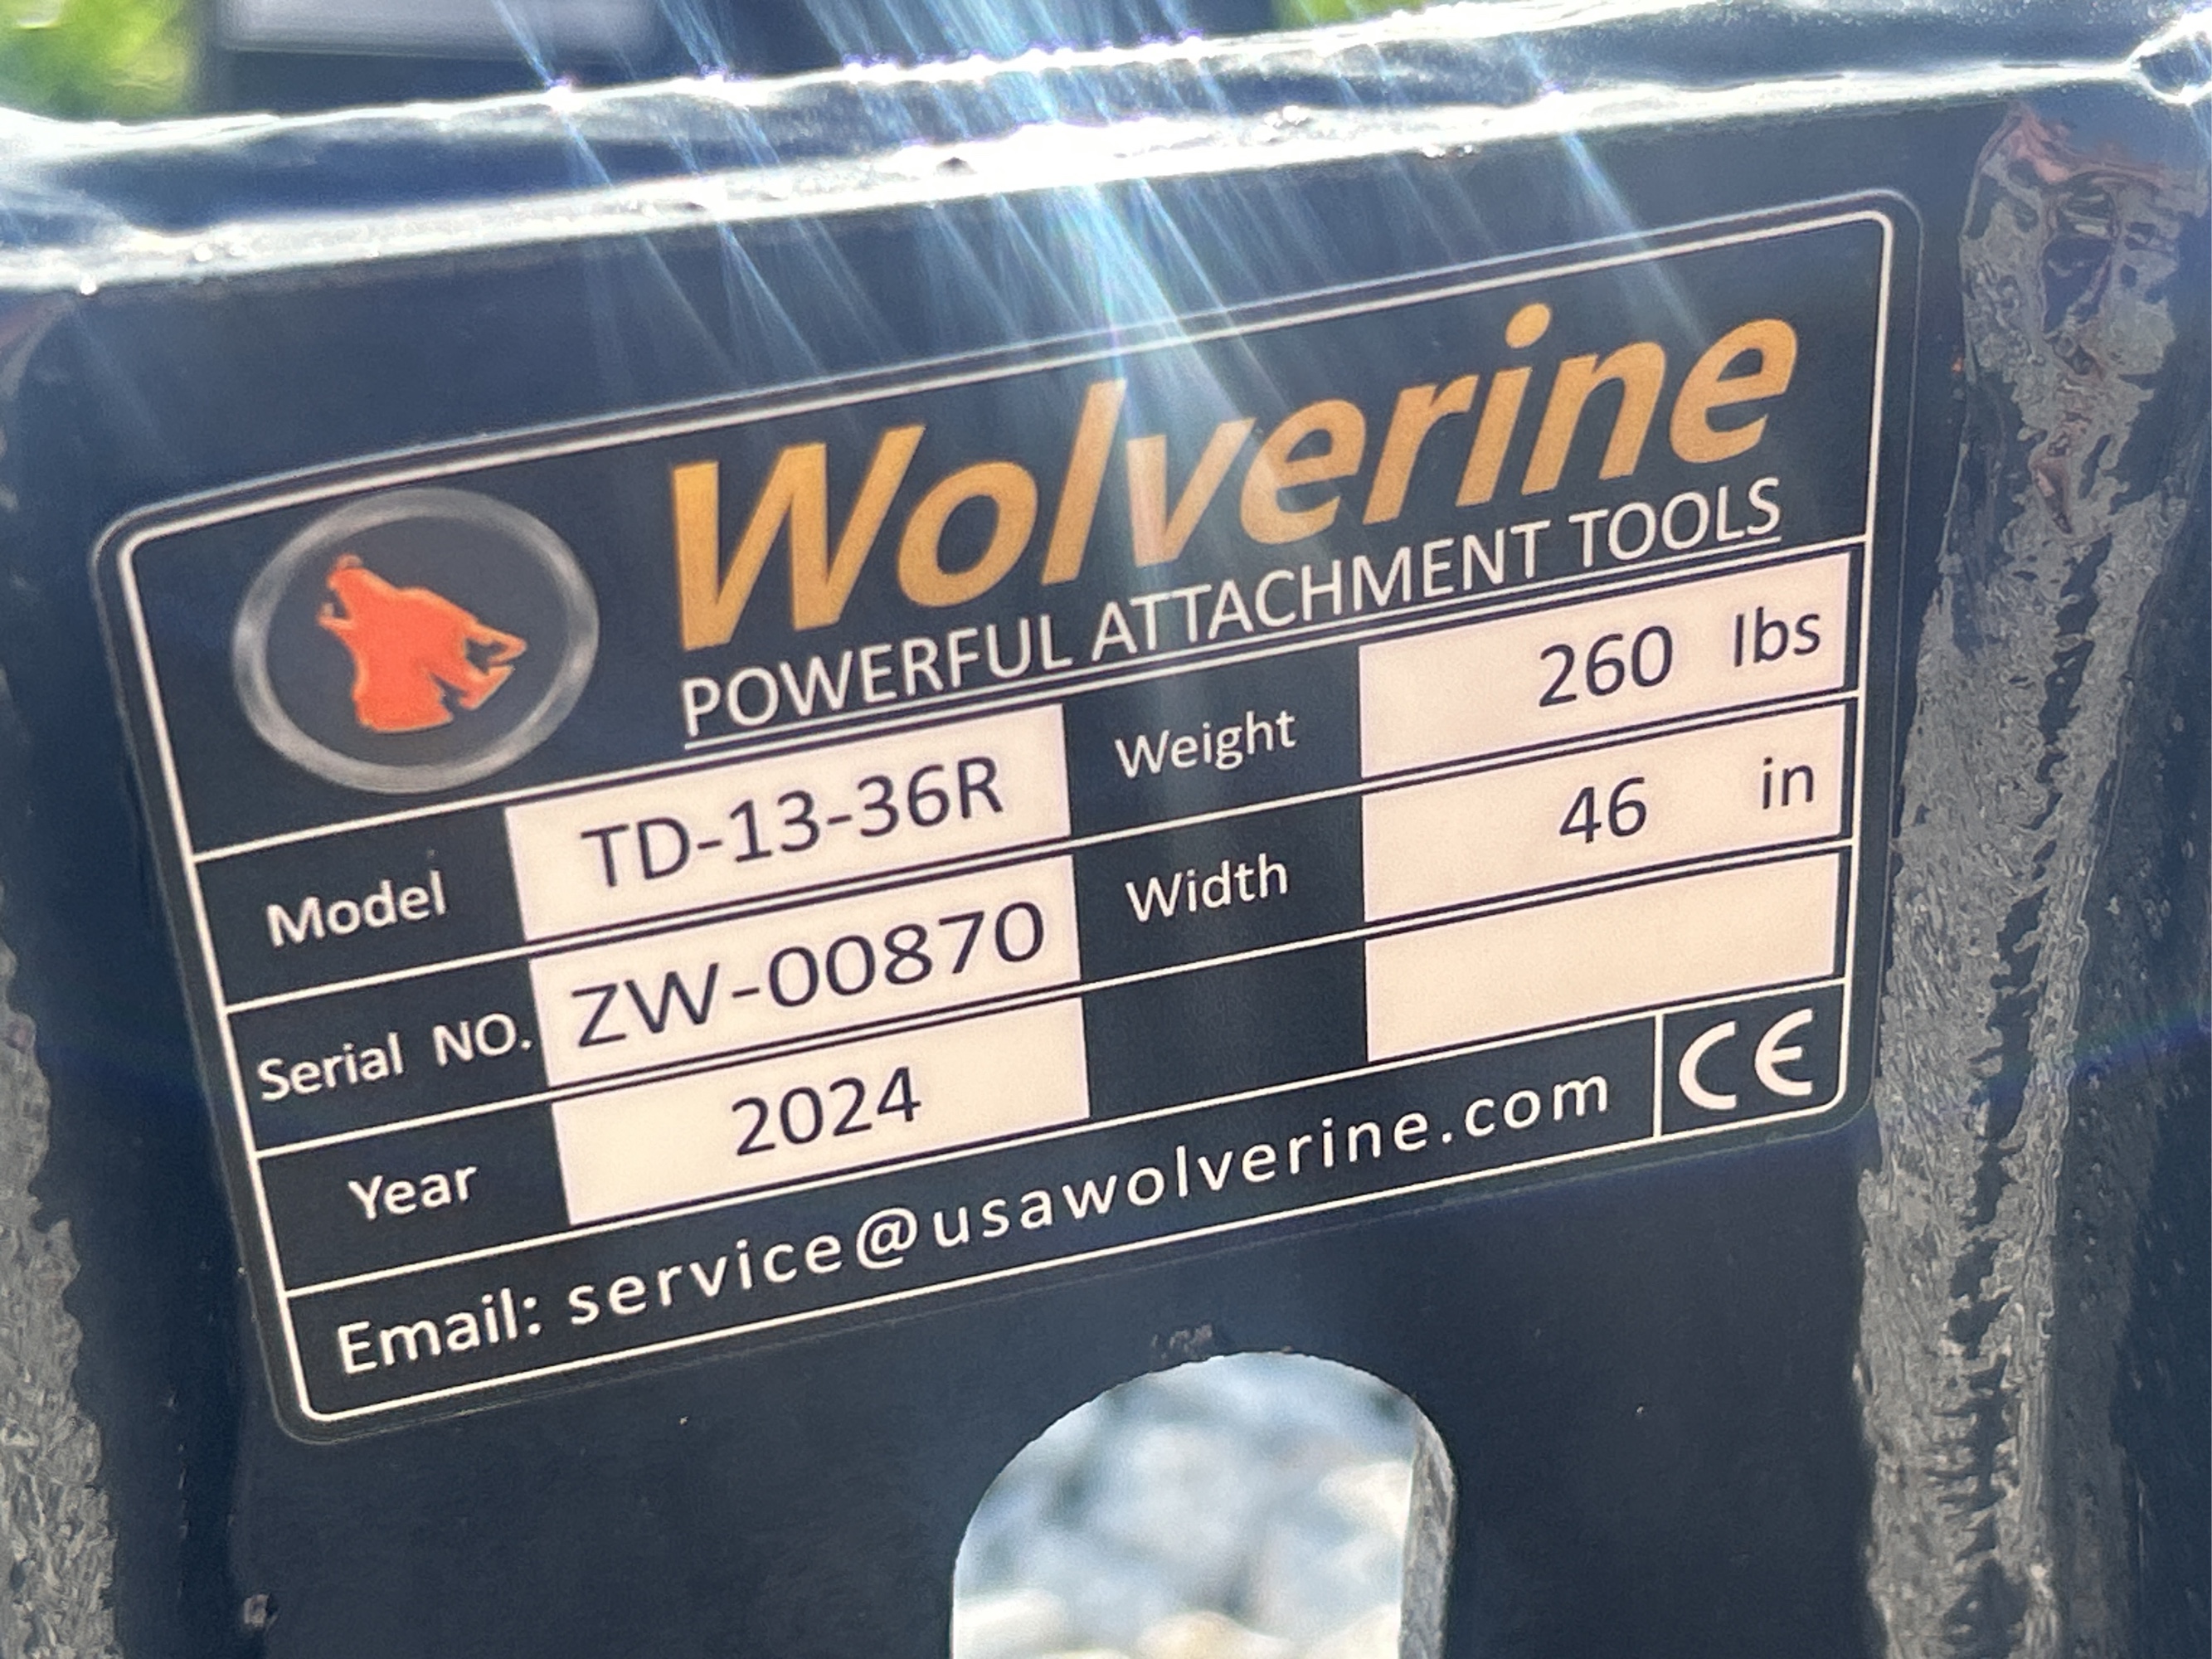 Wolverine
POWERFUL ATTACHMENT TOOLS
Model TD-13-36R Weight 260 lbs
Serial NO. ZW-00870 Width 46 in
Year 2024
Email: service@usawolverine.com CE